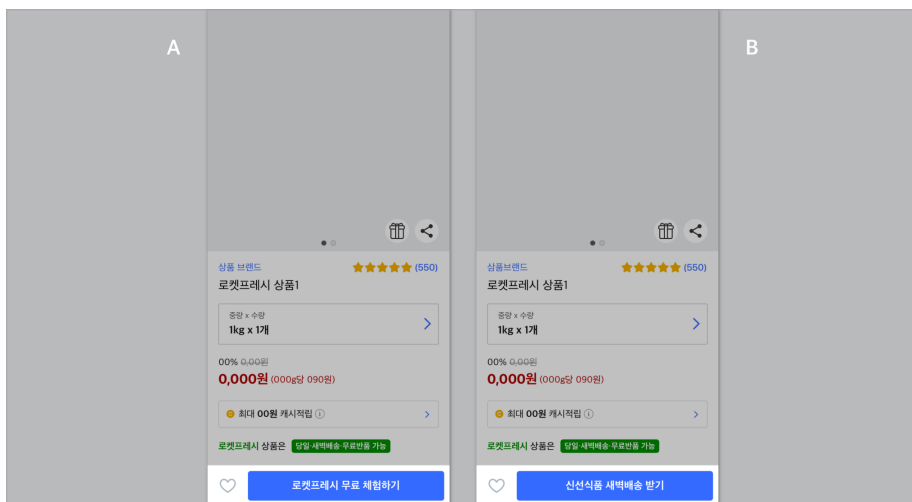 A
상품 브랜드
(550)
로켓프레시 상품1
중량 x 수량
1kg x 1개
00% 0,00원
0,000원 (000g당 090원)
최대 00원 캐시적립
로켓프레시 상품은 당일·새벽배송·무료반품 가능
로켓프레시 무료 체험하기
B
상품브랜드
(550)
로켓프레시 상품1
중량 x 수량
1kg x 1개
00% 0,00원
0,000원 (000g당 090원)
최대 00원 캐시적립
로켓프레시 상품은 당일·새벽배송·무료반품 가능
신선식품 새벽배송 받기